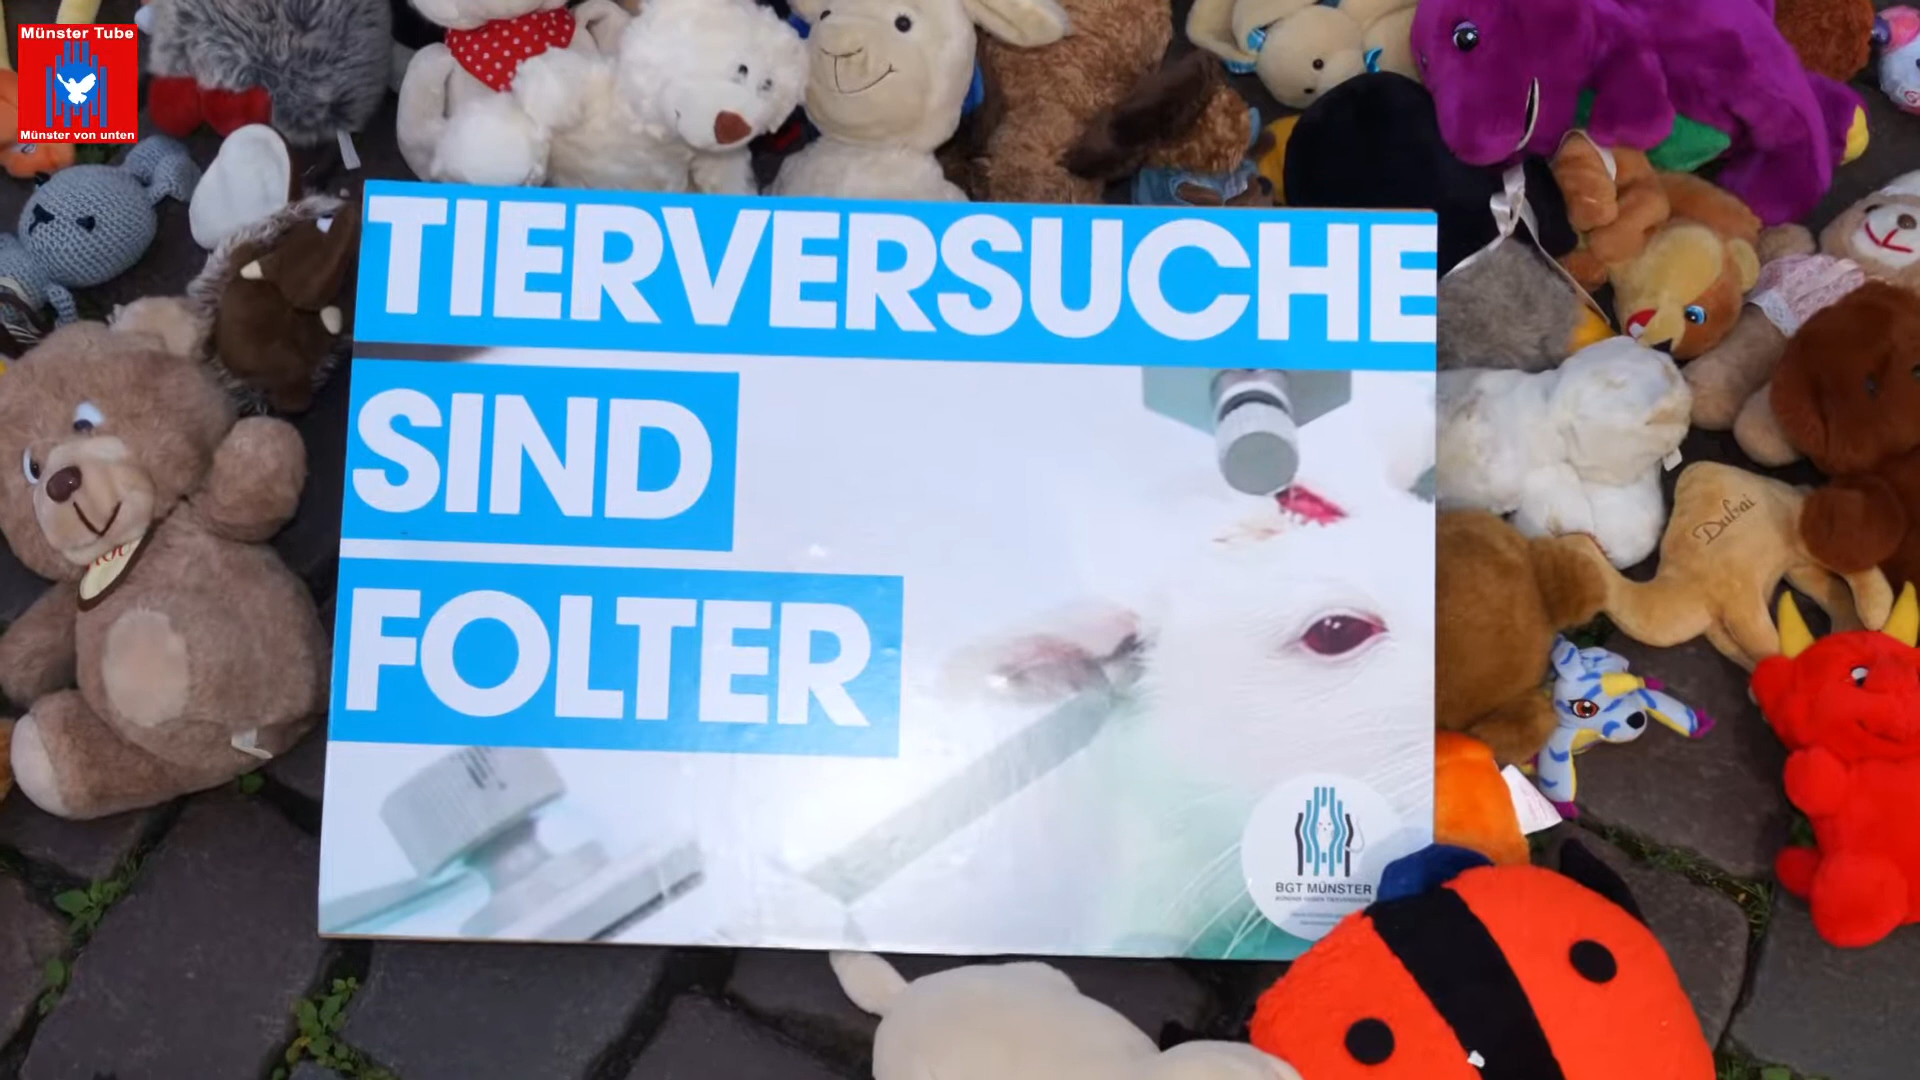 Münster Tube
Münster von unten
TIERVERSUCHE
SIND
FOLTER
Dubai
BGT MÜNSTER